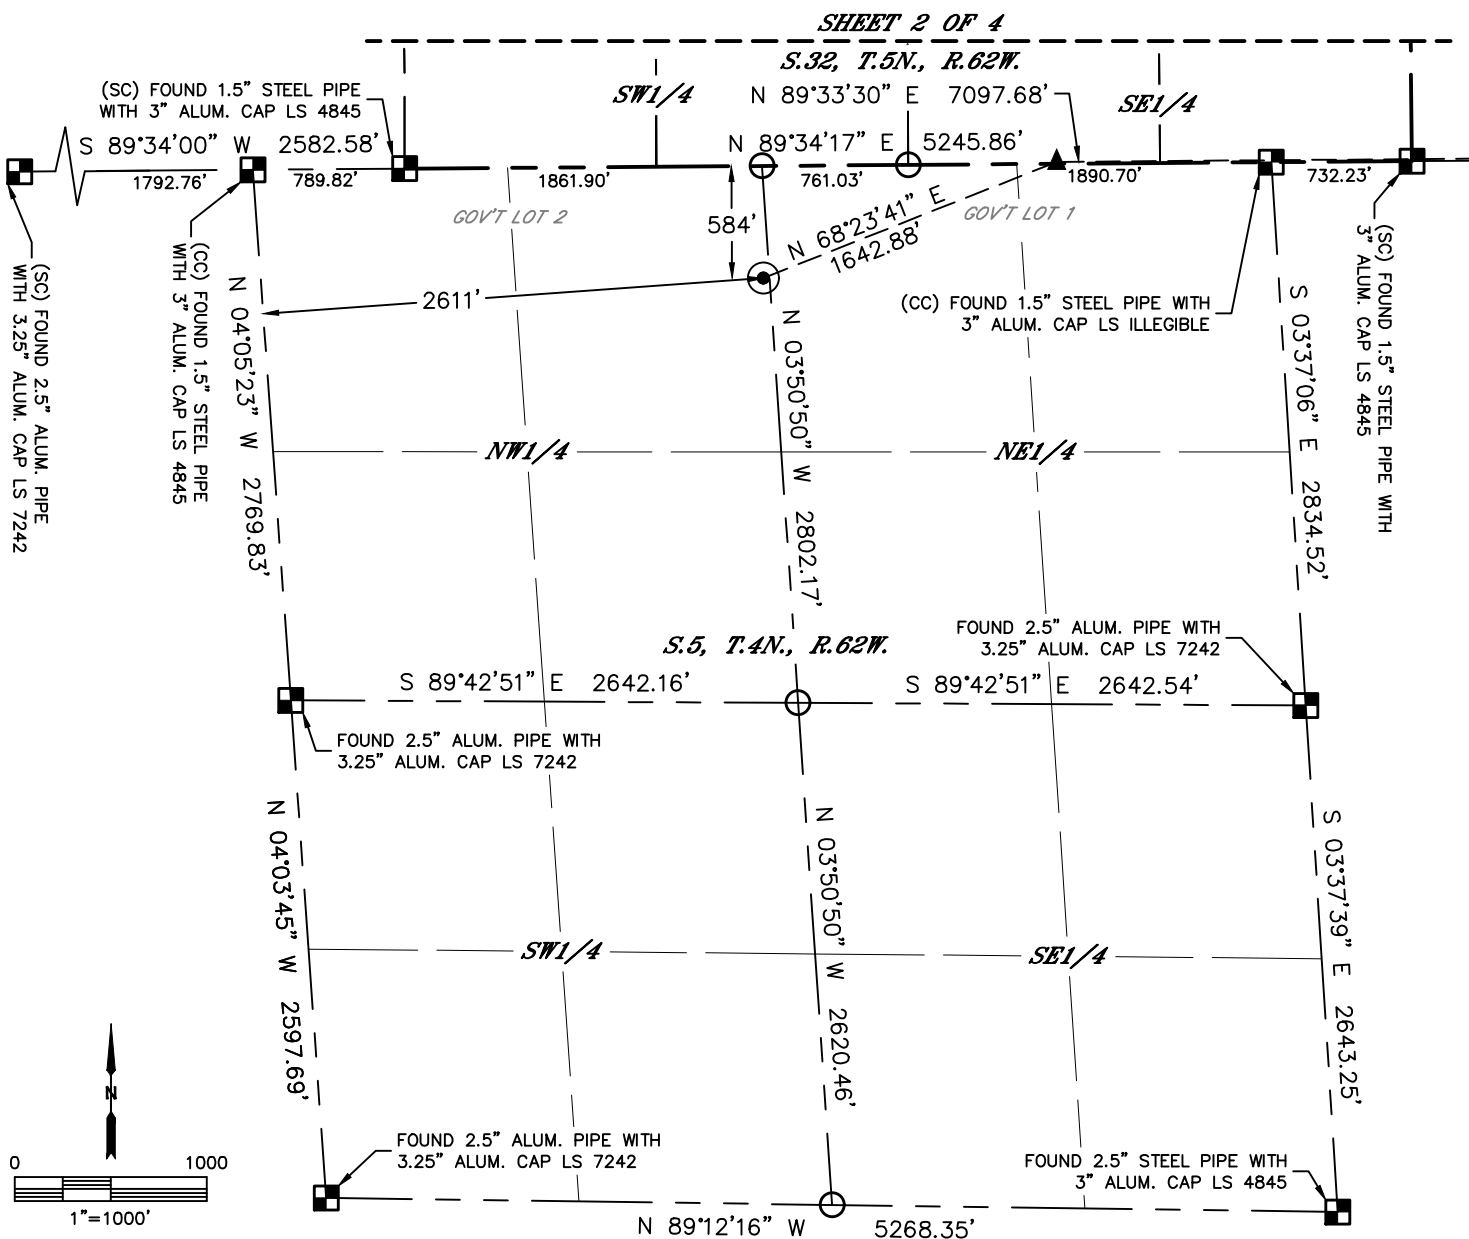 SHEET 2 OF 4
S.32, T.5N., R.62W.
(SC) FOUND 1.5" STEEL PIPE
WITH 3" ALUM. CAP LS 4845
SW1/4
N 89°33'30" E 7097.68'
SE1/4
S 89°34'00" W 2582.58'
N 89°34'17" E 5245.86'
1792.76'
789.82'
1861.90'
761.03'
1890.70'
732.23'
GOV'T LOT 2
GOV'T LOT 1
584'
N 68°23'41" E
1642.88'
2611'
(CC) FOUND 1.5" STEEL PIPE WITH
3" ALUM. CAP LS ILLEGIBLE
(SC) FOUND 2.5" ALUM. PIPE
WITH 3.25" ALUM. CAP LS 7242
(CC) FOUND 1.5" STEEL PIPE
WITH 3" ALUM. CAP LS 4845
N 04°05'23" W 2769.83'
N 03°50'50" W 2802.17'
S 03°37'06" E 2834.52'
(SC) FOUND 1.5" STEEL PIPE WITH
3" ALUM. CAP LS 4845
NW1/4
NE1/4
S.5, T.4N., R.62W.
FOUND 2.5" ALUM. PIPE WITH
3.25" ALUM. CAP LS 7242
S 89°42'51" E 2642.16'
S 89°42'51" E 2642.54'
FOUND 2.5" ALUM. PIPE WITH
3.25" ALUM. CAP LS 7242
N 04°03'45" W 2597.69'
N 03°50'50" W 2620.46'
S 03°37'39" E 2643.25'
SW1/4
SE1/4
N
0 1000
1"=1000'
FOUND 2.5" ALUM. PIPE WITH
3.25" ALUM. CAP LS 7242
FOUND 2.5" STEEL PIPE WITH
3" ALUM. CAP LS 4845
N 89°12'16" W 5268.35'